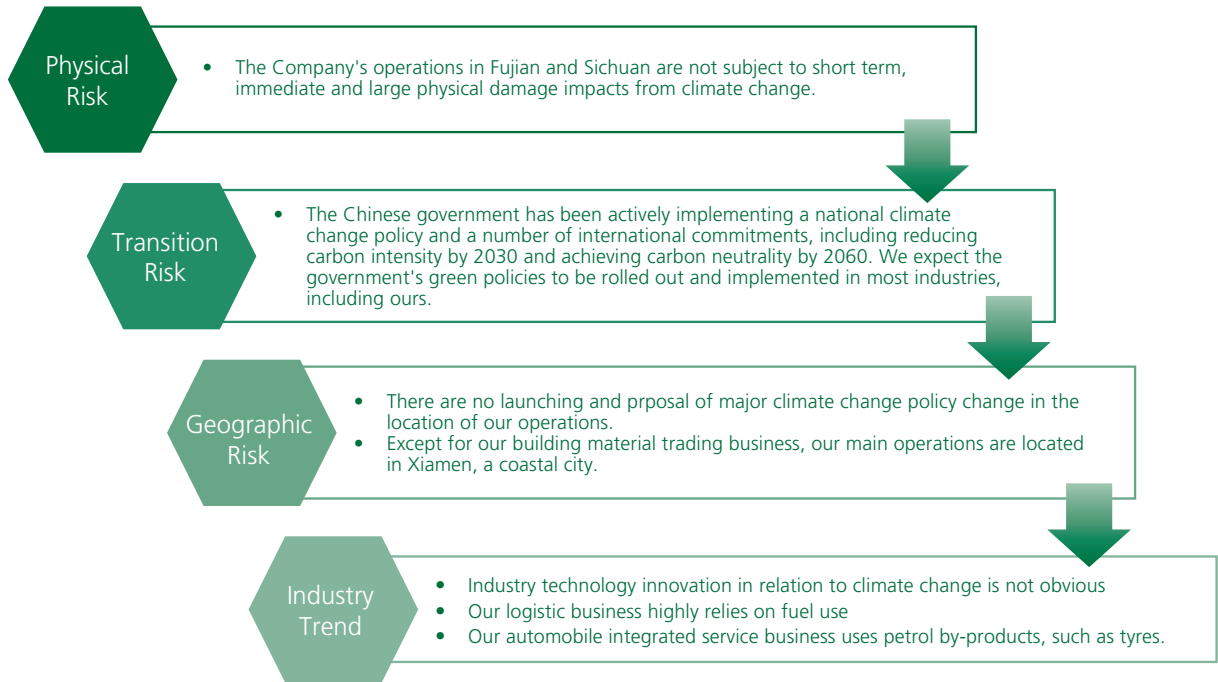 Physical
Risk
• The Company's operations in Fujian and Sichuan are not subject to short term,
immediate and large physical damage impacts from climate change.
Transition
Risk
• The Chinese government has been actively implementing a national climate
change policy and a number of international commitments, including reducing
carbon intensity by 2030 and achieving carbon neutrality by 2060. We expect the
government's green policies to be rolled out and implemented in most industries,
including ours.
Geographic
Risk
• There are no launching and prposal of major climate change policy change in the
location of our operations.
• Except for our building material trading business, our main operations are located
in Xiamen, a coastal city.
Industry
Trend
• Industry technology innovation in relation to climate change is not obvious
• Our logistic business highly relies on fuel use
• Our automobile integrated service business uses petrol by-products, such as tyres.